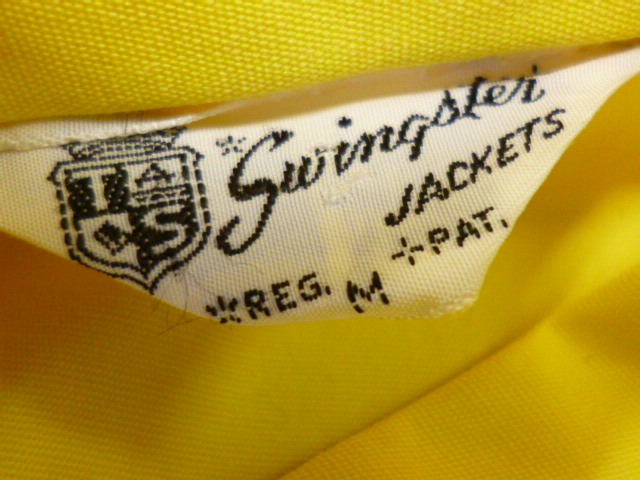 *Swingster
JACKETS
+PAT.
*REG. M